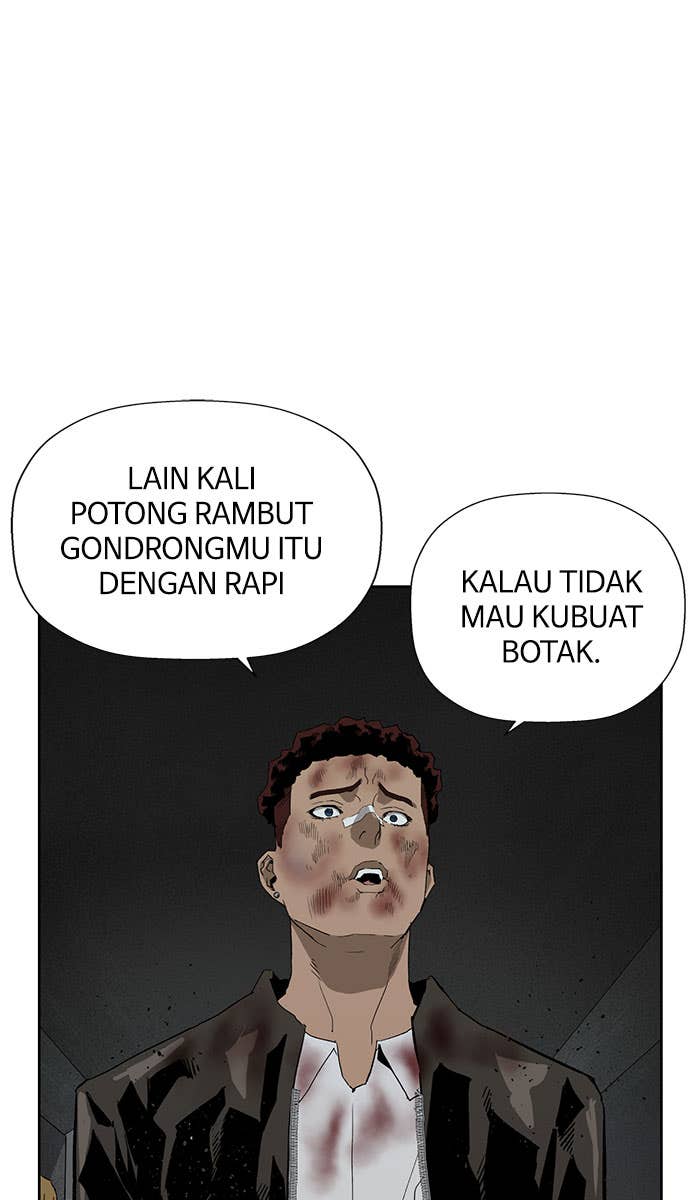 LAIN KALI
POTONG RAMBUT
GONDRONGMU ITU
DENGAN RAPI
KALAU TIDAK
MAU KUBUAT
BOTAK.